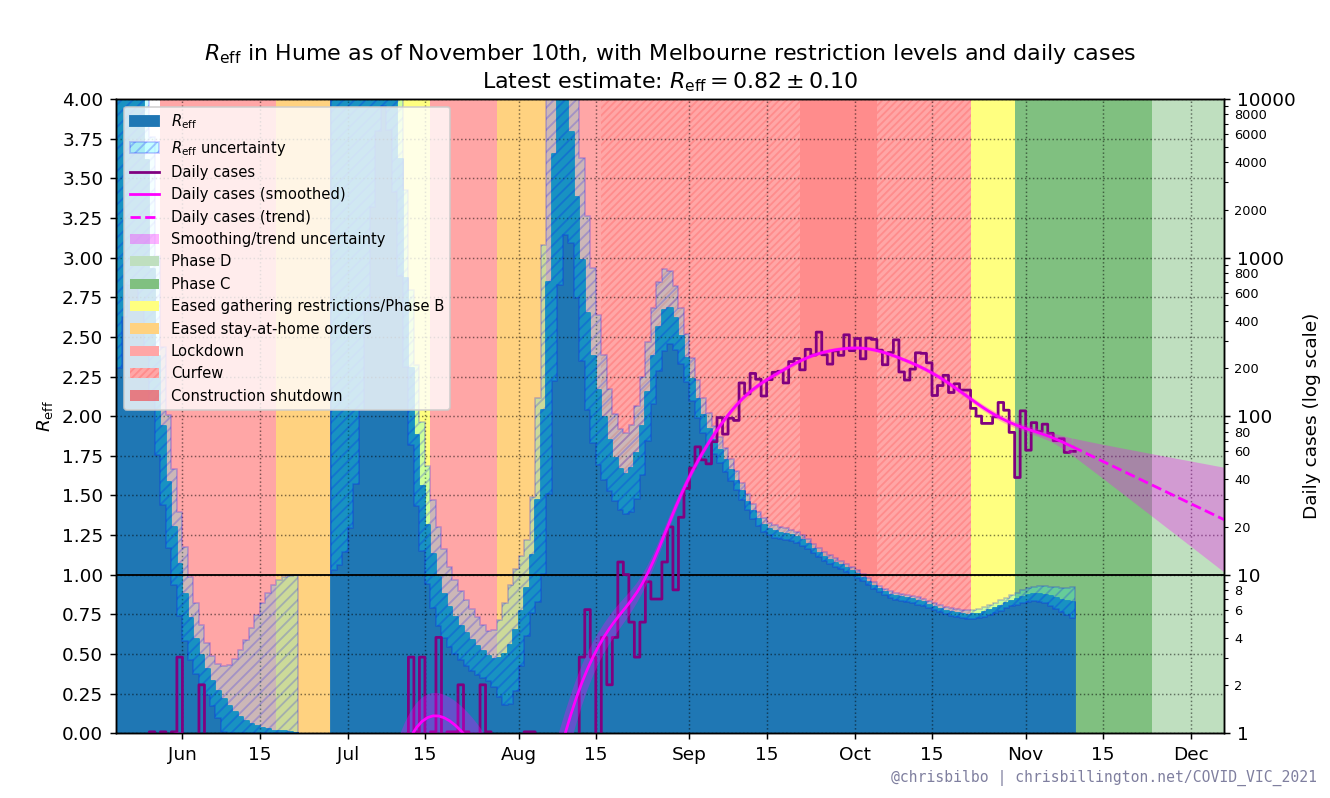 Reff in Hume as of November 10th, with Melbourne restriction levels and daily cases
Latest estimate: Reff = 0.82 ± 0.10
Reff
Reff uncertainty
Daily cases
Daily cases (smoothed)
Daily cases (trend)
Smoothing/trend uncertainty
Phase D
Phase C
Eased gathering restrictions/Phase B
Eased stay-at-home orders
Lockdown
Curfew
Construction shutdown
Reff
4.00
3.75
3.50
3.25
3.00
2.75
2.50
2.25
2.00
1.75
1.50
1.25
1.00
0.75
0.50
0.25
0.00
10000
8000
6000
4000
2000
1000
800
600
400
200
100
80
60
40
20
10
8
6
4
2
1
Daily cases (log scale)
Jun 15 Jul 15 Aug 15 Sep 15 Oct 15 Nov 15 Dec
@chrisbilbo | chrisbillington.net/COVID_VIC_2021